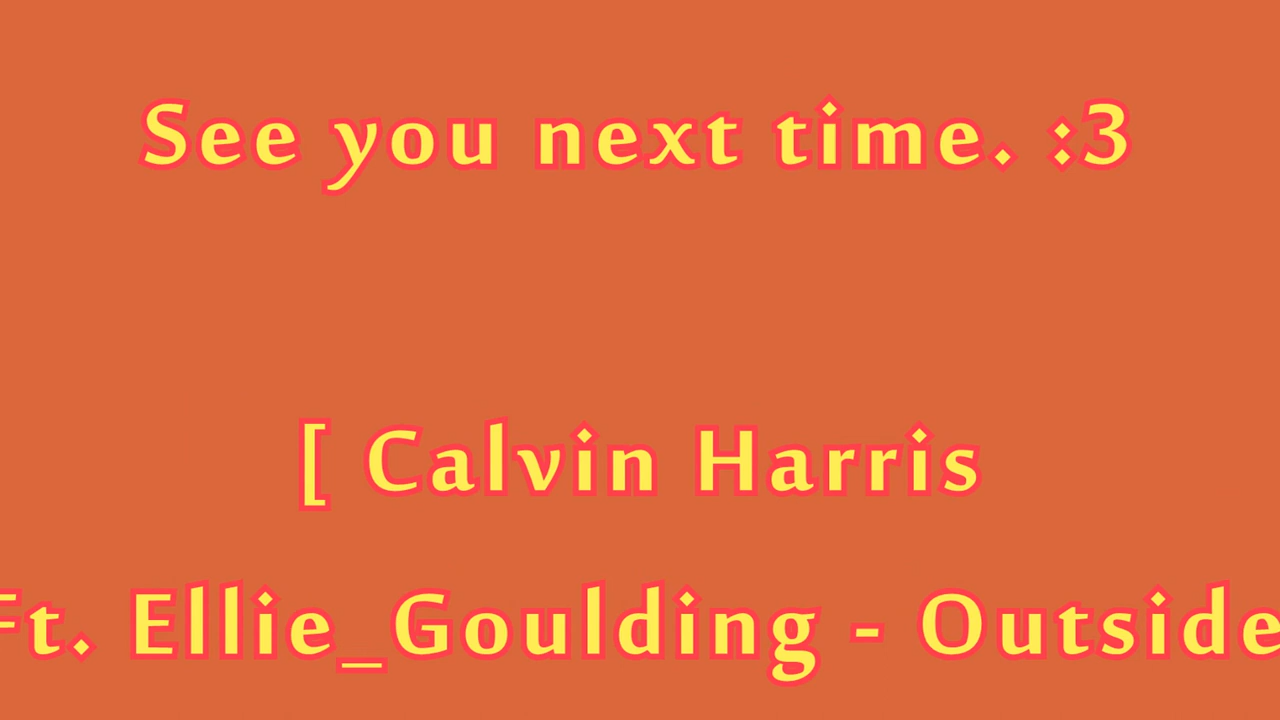 See you next time. :3
[ Calvin Harris
Ft. Ellie_Goulding - Outside